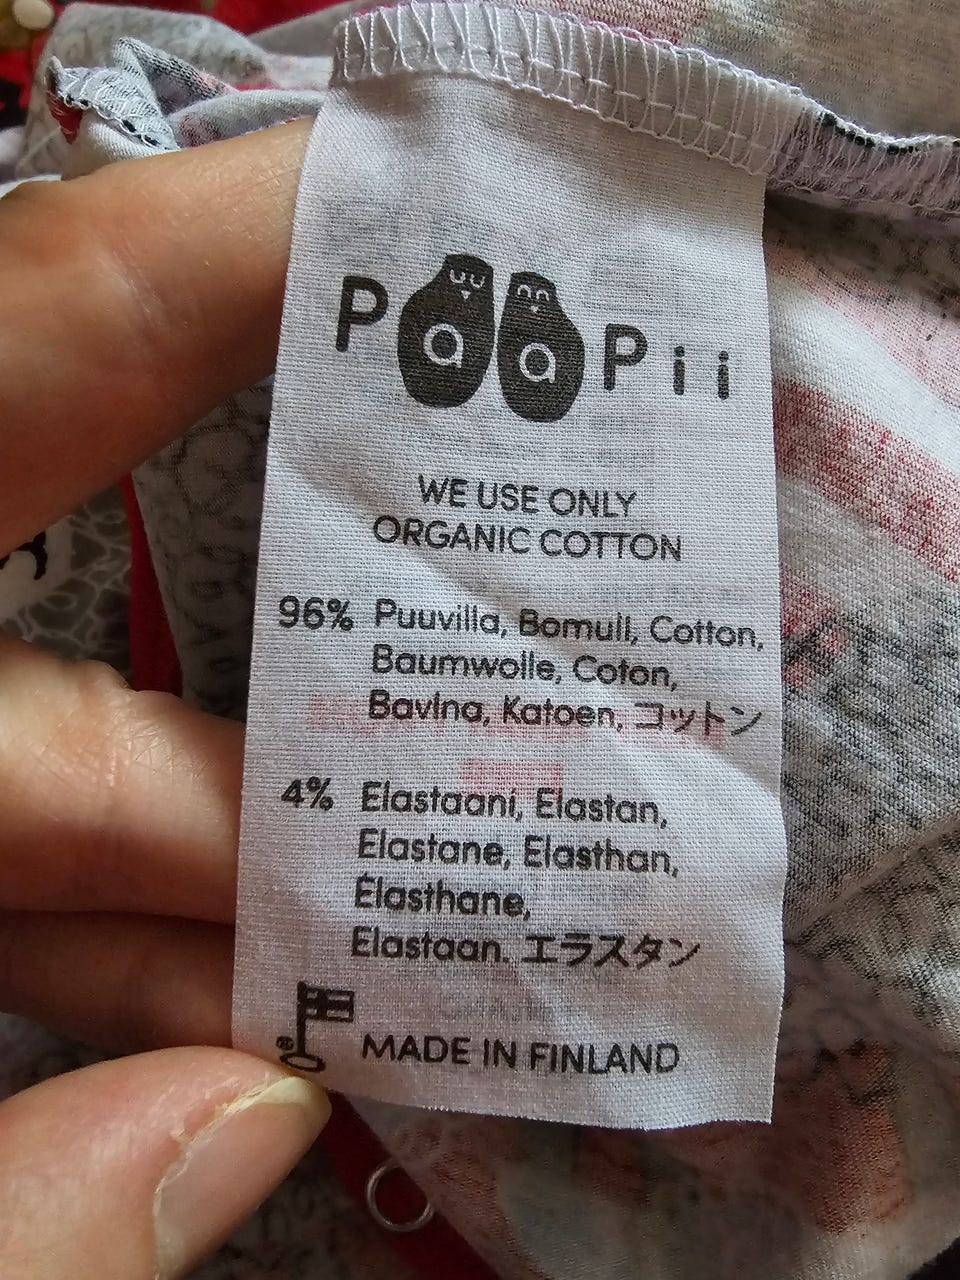 PaaPii
WE USE ONLY
ORGANIC COTTON
96% Puuvilla, Bomull, Cotton,
Baumwolle, Coton,
Bavlna, Katoen, コットン
4% Elastaani, Elastan,
Elastane, Elasthan,
Élasthane,
Elastaan. エラスタン
MADE IN FINLAND